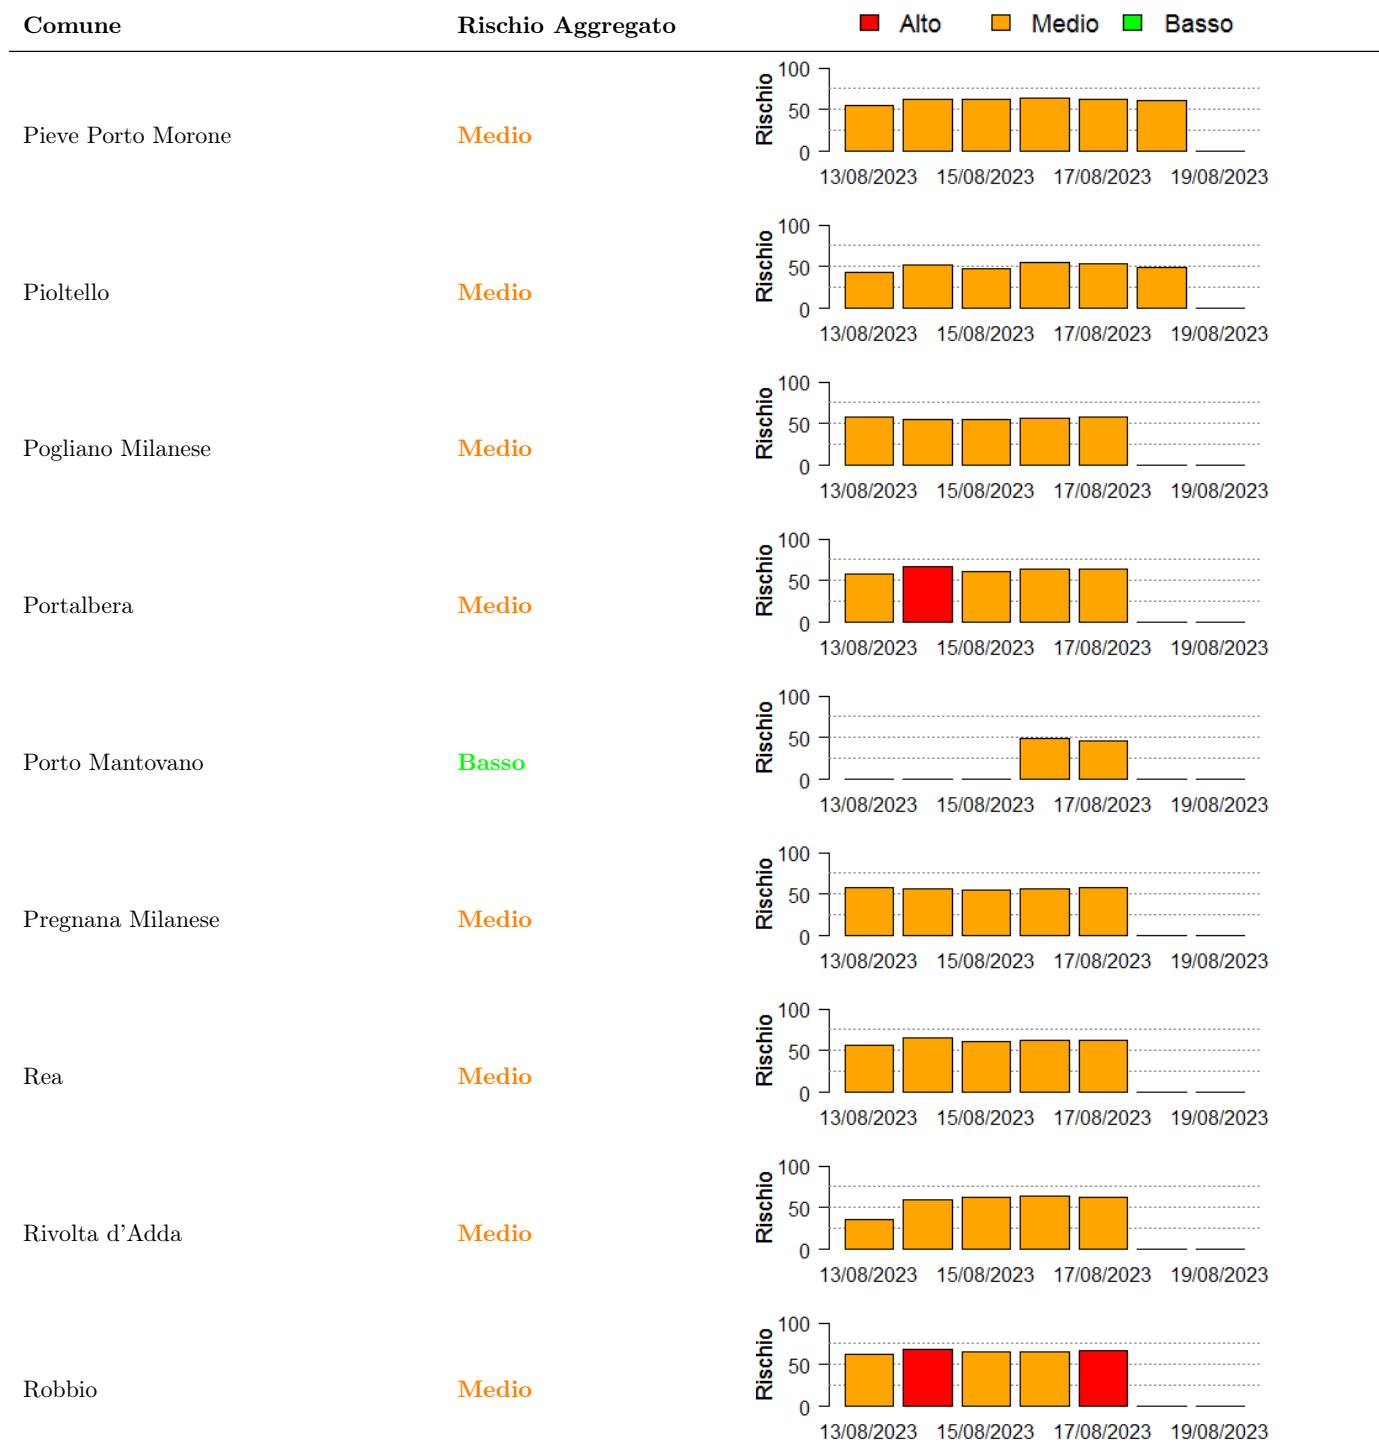 Comune Rischio Aggregato Alto Medio Basso
Pieve Porto Morone Medio
Rischio
100
50
0
13/08/2023 15/08/2023 17/08/2023 19/08/2023
Pioltello Medio
Rischio
100
50
0
13/08/2023 15/08/2023 17/08/2023 19/08/2023
Pogliano Milanese Medio
Rischio
100
50
0
13/08/2023 15/08/2023 17/08/2023 19/08/2023
Portalbera Medio
Rischio
100
50
0
13/08/2023 15/08/2023 17/08/2023 19/08/2023
Porto Mantovano Basso
Rischio
100
50
0
13/08/2023 15/08/2023 17/08/2023 19/08/2023
Pregnana Milanese Medio
Rischio
100
50
0
13/08/2023 15/08/2023 17/08/2023 19/08/2023
Rea Medio
Rischio
100
50
0
13/08/2023 15/08/2023 17/08/2023 19/08/2023
Rivolta d'Adda Medio
Rischio
100
50
0
13/08/2023 15/08/2023 17/08/2023 19/08/2023
Robbio Medio
Rischio
100
50
0
13/08/2023 15/08/2023 17/08/2023 19/08/2023